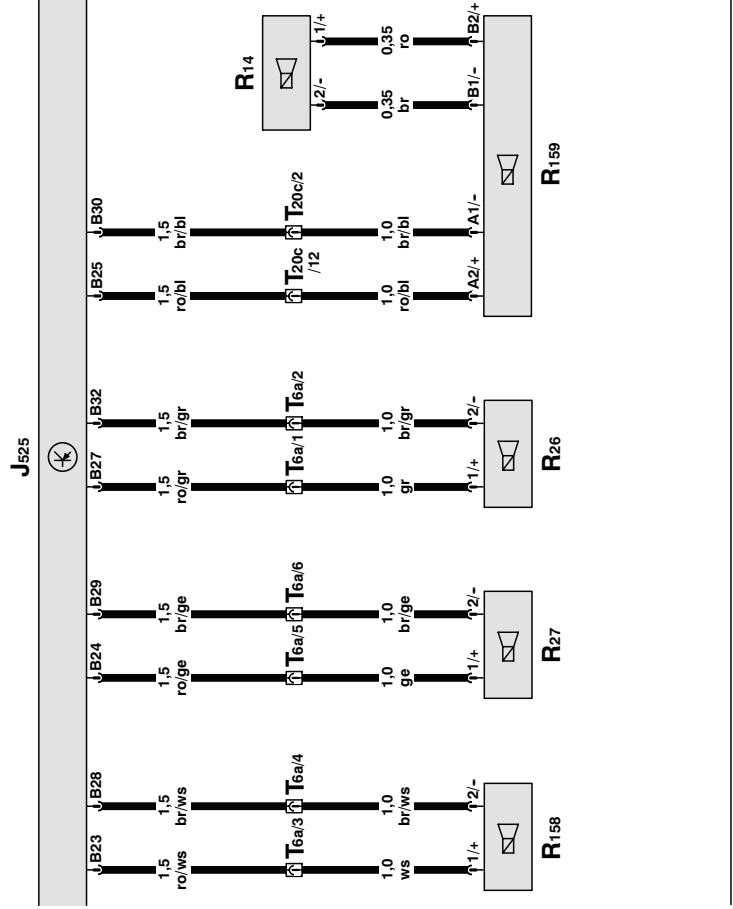 R14
1/+
2/-
0,35
ro
0,35
br
B2/+
B1/-
R159
B30
1,5
br/bl
T20c/2
1,0
br/bl
A1/-
B25
1,5
ro/bl
T20c
/12
1,0
ro/bl
A2/+
J525
B32
1,5
br/gr
T6a/2
1,0
br/gr
2/-
B27
1,5
ro/gr
T6a/1
1,0
gr
1/+
R26
B29
1,5
br/ge
T6a/6
1,0
br/ge
2/-
B24
1,5
ro/ge
T6a/5
1,0
ge
1/+
R27
B28
1,5
br/ws
T6a/4
1,0
br/ws
2/-
B23
1,5
ro/ws
T6a/3
1,0
ws
1/+
R158